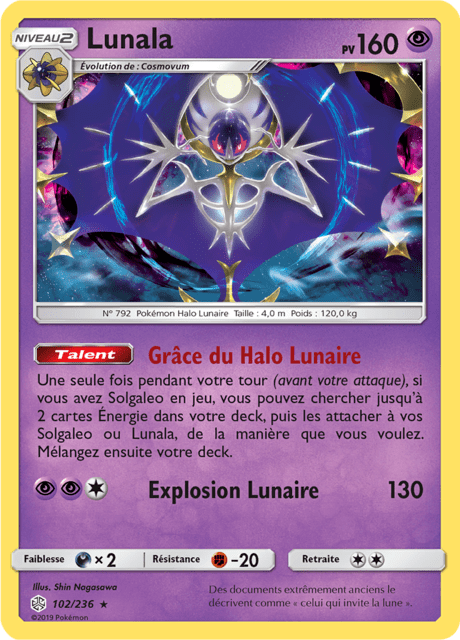 NIVEAU2
Lunala
PV160
Évolution de : Cosmovum
N° 792 Pokémon Halo Lunaire Taille : 4,0 m Poids : 120,0 kg
Talent Grâce du Halo Lunaire
Une seule fois pendant votre tour (avant votre attaque), si
vous avez Solgaleo en jeu, vous pouvez chercher jusqu'à
2 cartes Énergie dans votre deck, puis les attacher à vos
Solgaleo ou Lunala, de la manière que vous voulez.
Mélangez ensuite votre deck.
Explosion Lunaire 130
Faiblesse ×2 Résistance -20 Retraite
Illus. Shin Nagasawa
102/236
©2019 Pokémon
Des documents extrêmement anciens le
décrivent comme « celui qui invite la lune ».